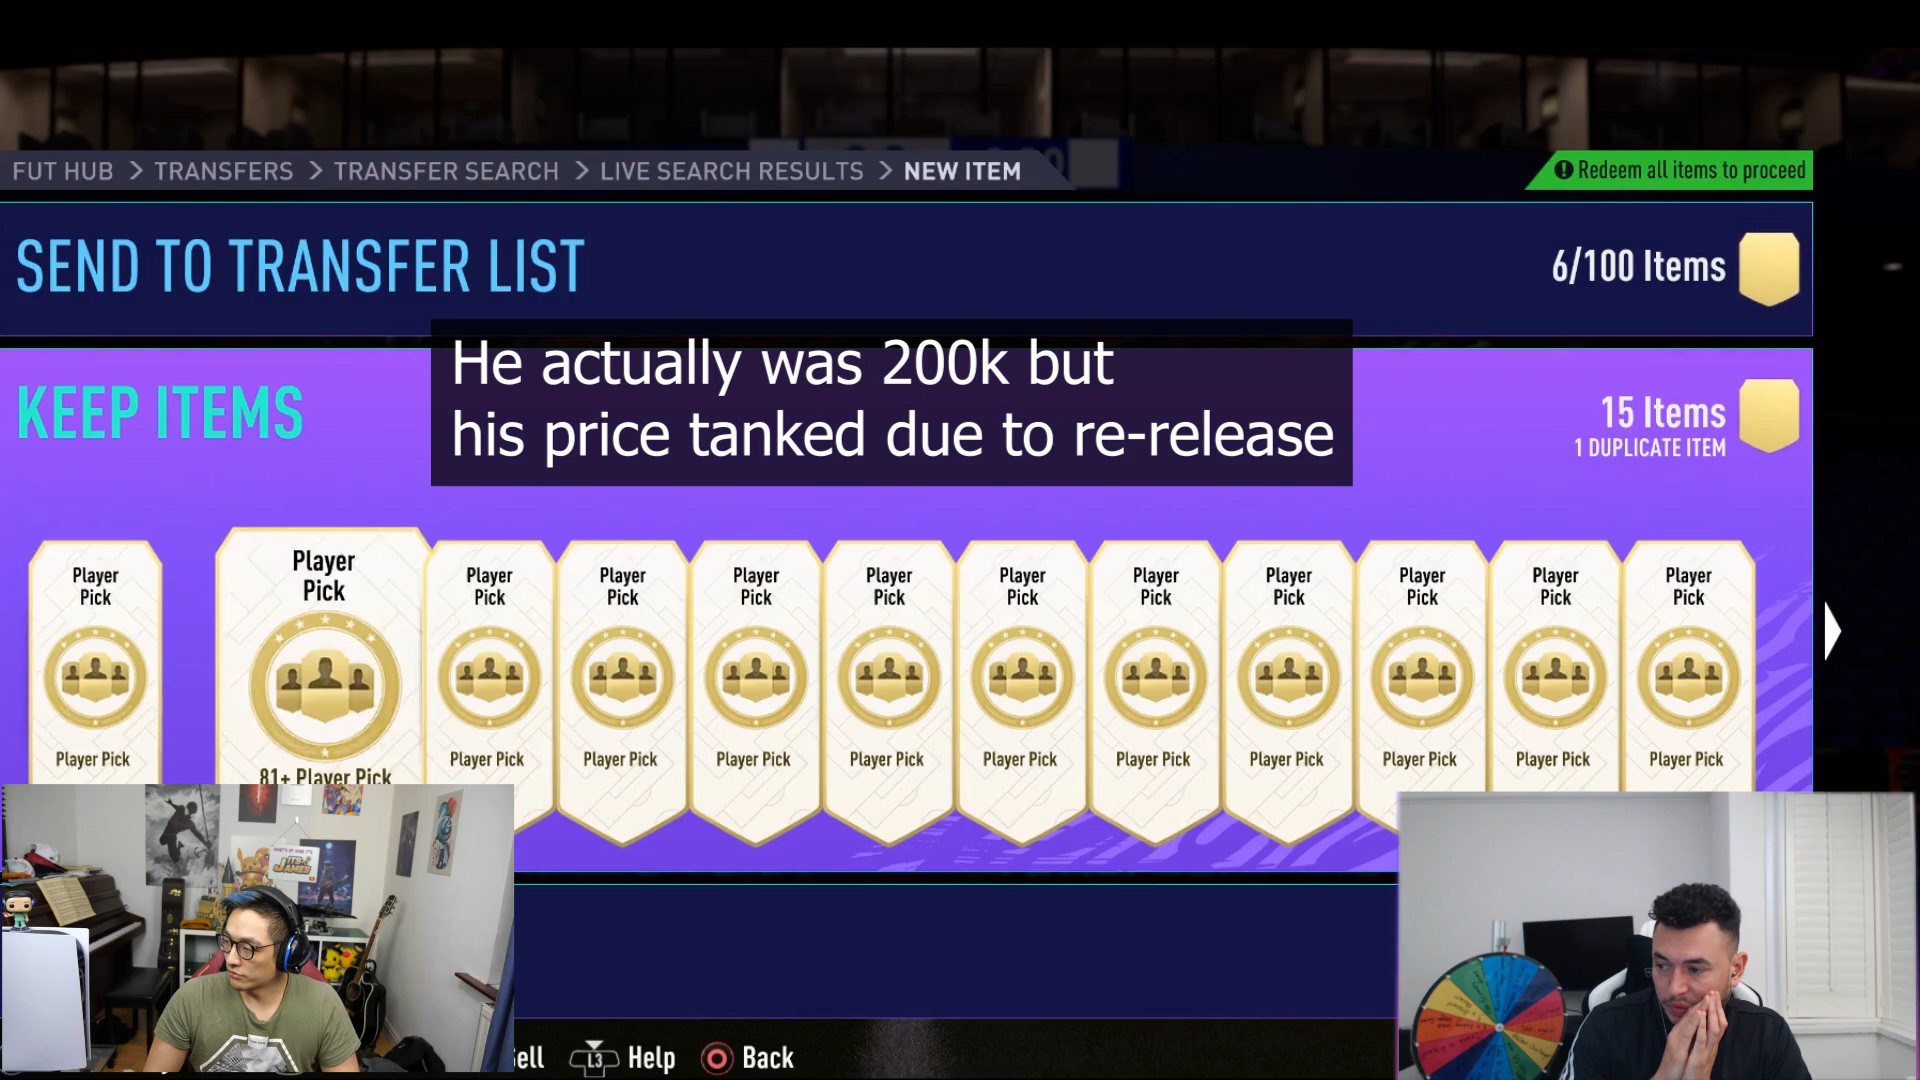 FUT HUB > TRANSFERS > TRANSFER SEARCH > LIVE SEARCH RESULTS > NEW ITEM
Redeem all items to proceed
SEND TO TRANSFER LIST
6/100 Items
He actually was 200k but
his price tanked due to re-release
KEEP ITEMS
15 Items
1 DUPLICATE ITEM
Player
Pick
Player Pick
Player
Pick
81+ Player Pick
Player
Pick
Player Pick
Player
Pick
Player Pick
Player
Pick
Player Pick
Player
Pick
Player Pick
Player
Pick
Player Pick
Player
Pick
Player Pick
Player
Pick
Player Pick
Player
Pick
Player Pick
Player
Pick
Player Pick
Player
Pick
Player Pick
ITS
JAMES
L3 Help
Back